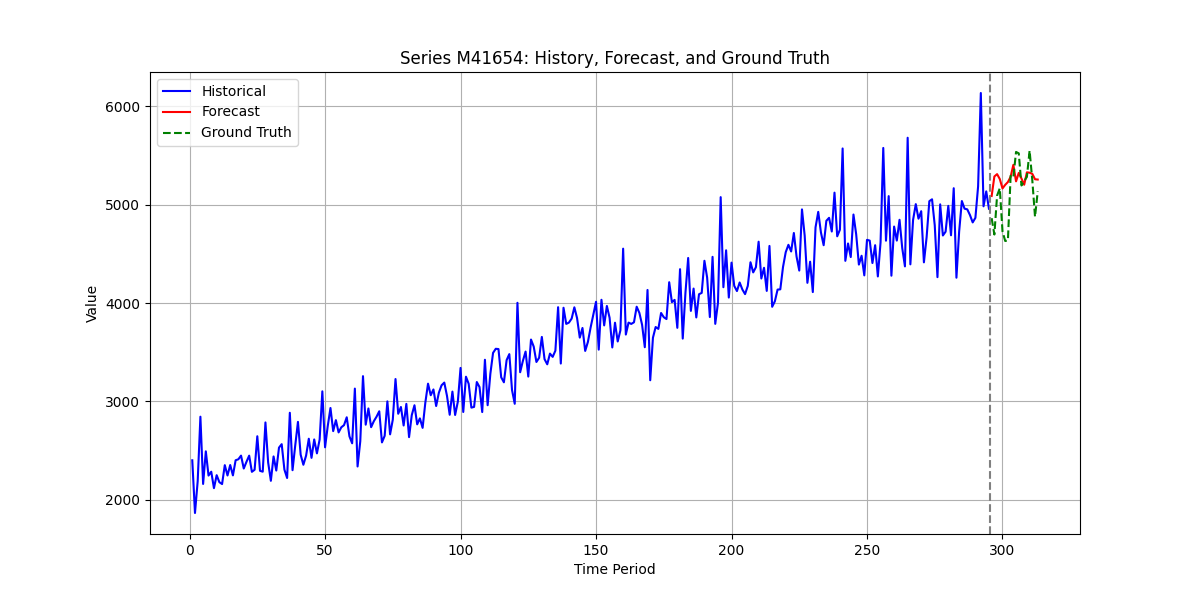 Series M41654: History, Forecast, and Ground Truth
Historical
Forecast
Ground Truth
6000
5000
4000
3000
2000
Value
0 50 100 150 200 250 300
Time Period